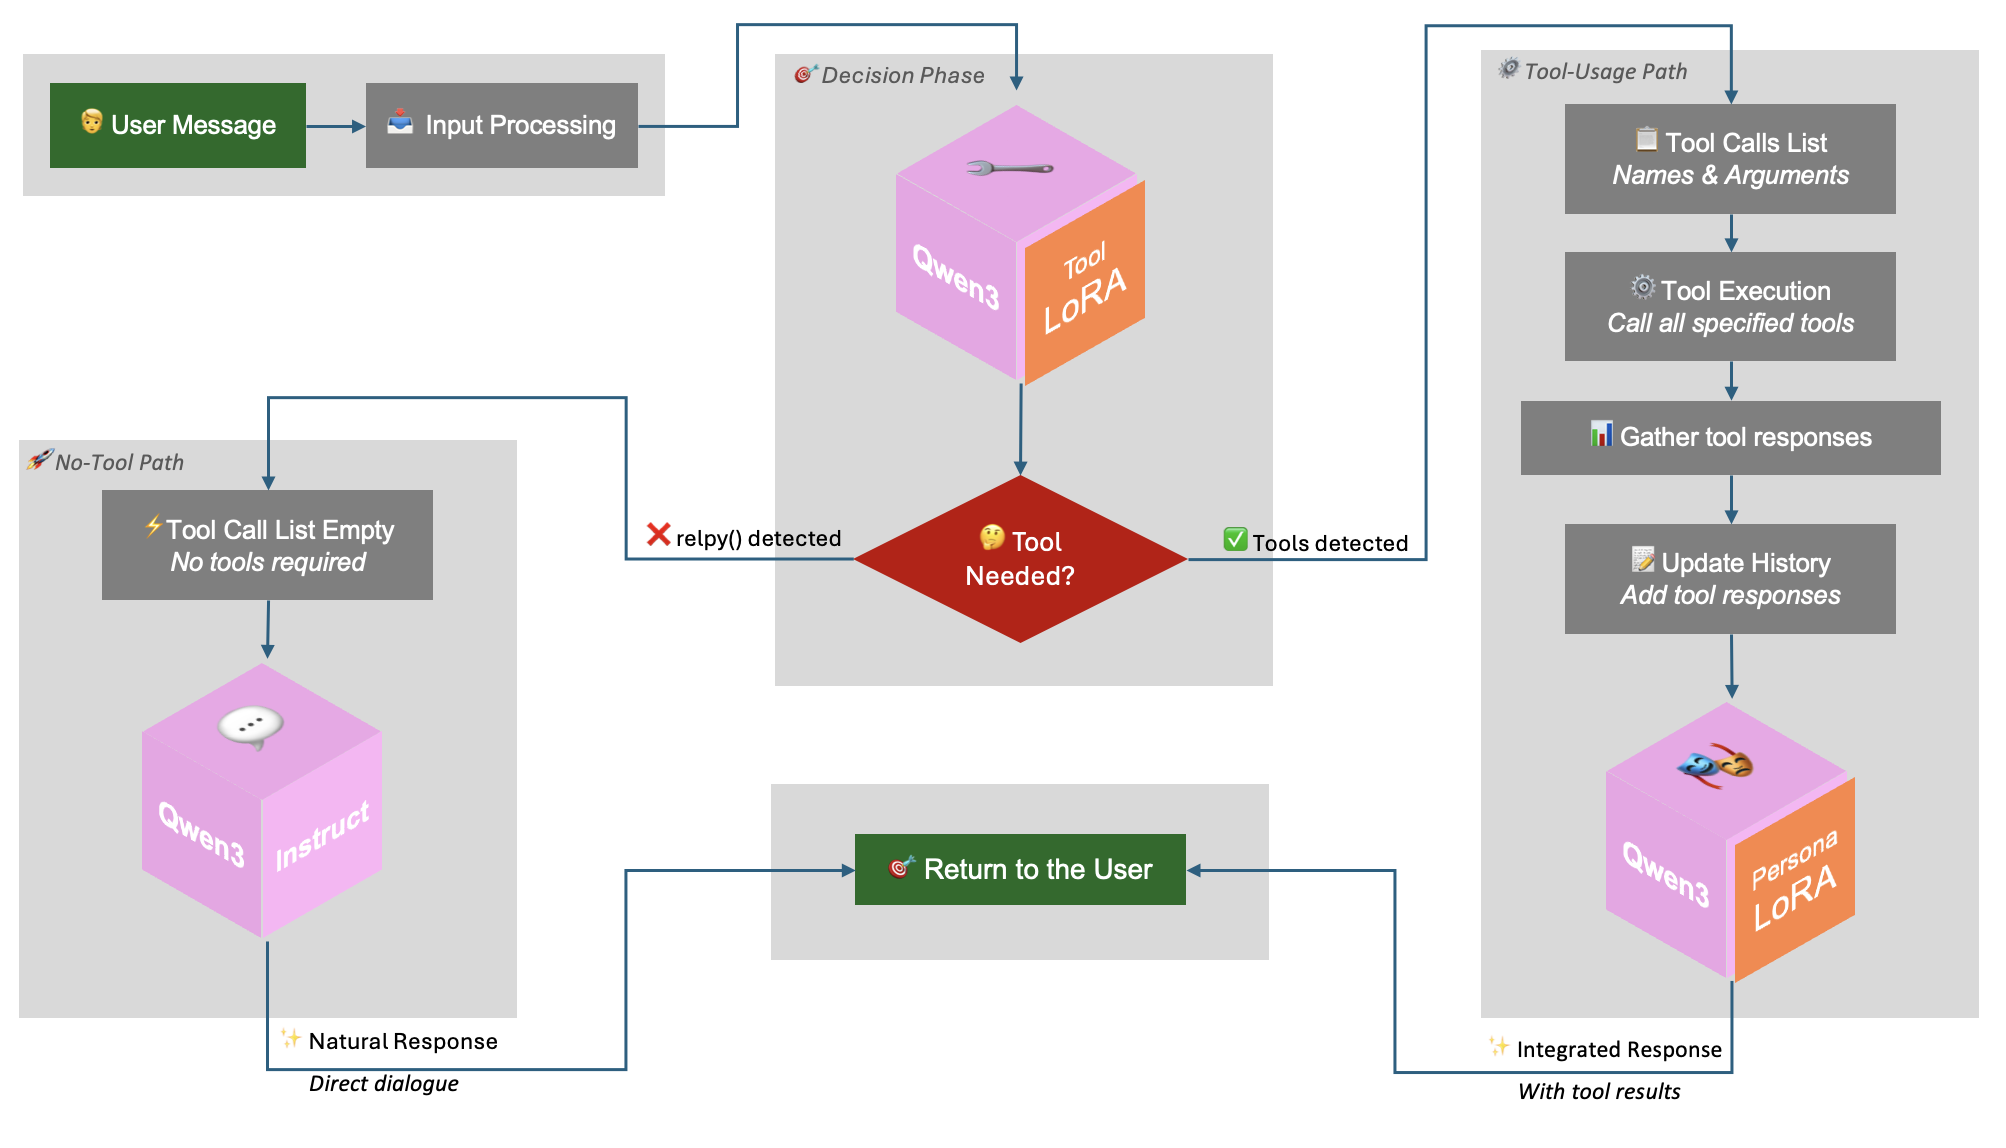 User Message
Input Processing
Decision Phase
Qwen3
Tool
LoRA
Tool
Needed?
relpy() detected
Tools detected
No-Tool Path
Tool Call List Empty
No tools required
Qwen3
Instruct
Natural Response
Direct dialogue
Tool-Usage Path
Tool Calls List
Names & Arguments
Tool Execution
Call all specified tools
Gather tool responses
Update History
Add tool responses
Qwen3
Persona
LoRA
Integrated Response
With tool results
Return to the User